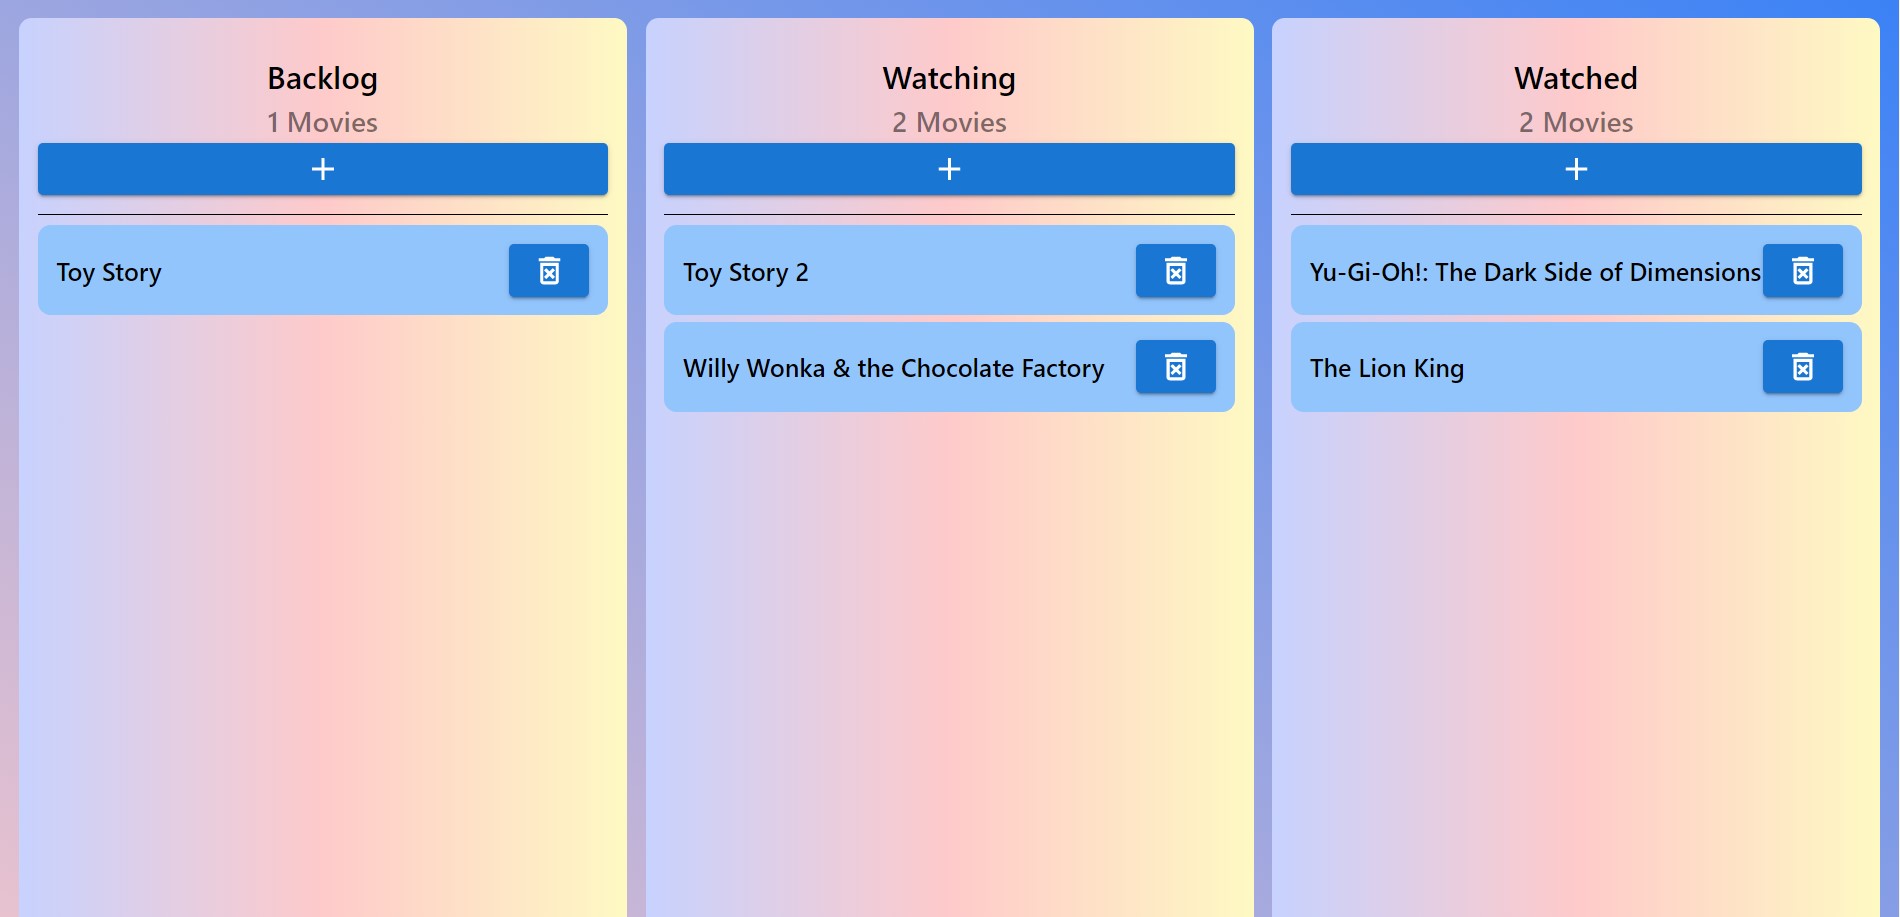 Backlog
1 Movies
Toy Story
Watching
2 Movies
Toy Story 2
Willy Wonka & the Chocolate Factory
Watched
2 Movies
Yu-Gi-Oh!: The Dark Side of Dimensions
The Lion King